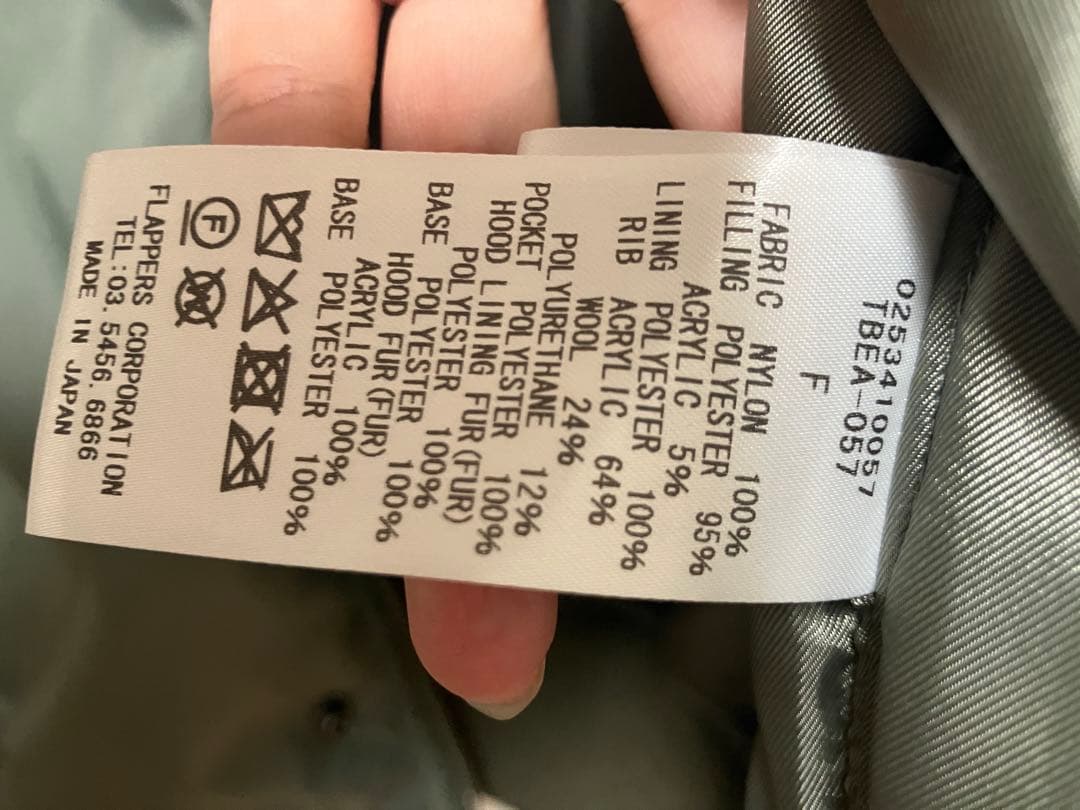 0253410057
TBEA-057
F
FABRIC NYLON 100%
FILLING POLYESTER 95%
ACRYLIC 5%
LINING POLYESTER 100%
RIB ACRYLIC 64%
WOOL 24%
POLYURETHANE 12%
POCKET POLYESTER 100%
HOOD LINING FUR(FUR)
POLYESTER 100%
BASE POLYESTER 100%
HOOD FUR(FUR)
ACRYLIC 100%
BASE POLYESTER 100%
F W
FLAPPERS CORPORATION
TEL:03.5456.6866
MADE IN JAPAN